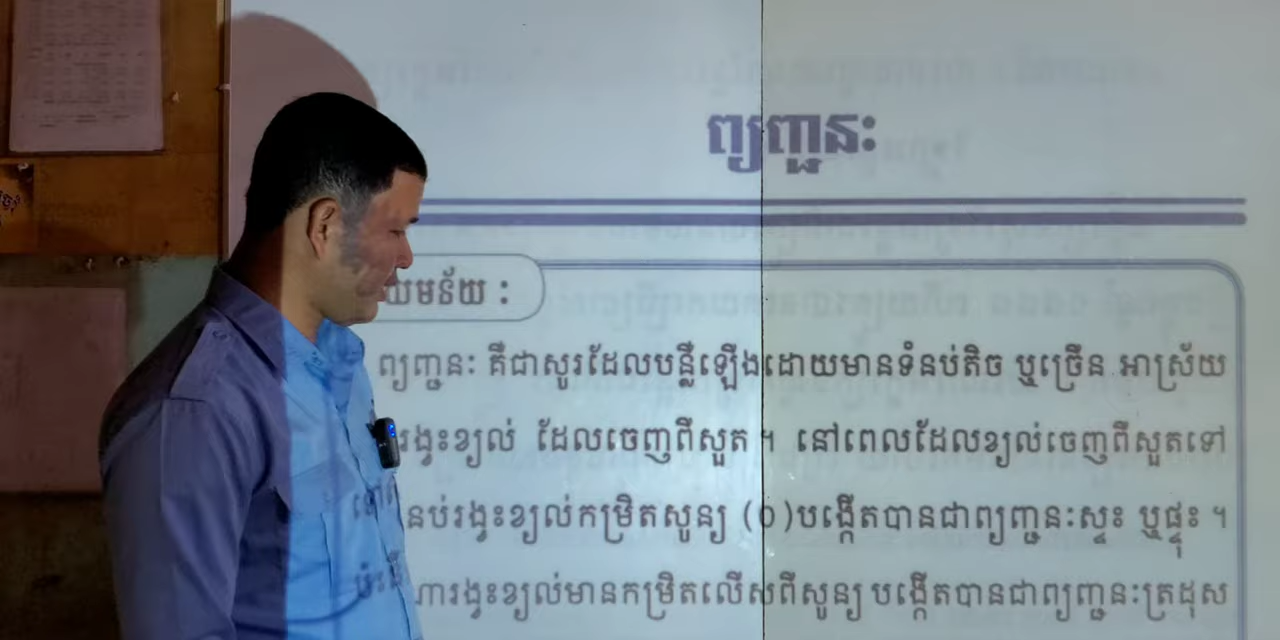 ព្យញ្ជនៈ
យមន័យ ៖
ព្យញ្ជនៈ គឺជាសូរដែលបន្លឺឡើងដោយមានទំនប់តិច ឬច្រើន អាស្រ័យ
រង្វះខ្យល់ ដែលចេញពីសួត ។ នៅពេលដែលខ្យល់ចេញពីសួតទៅ
នប់រង្វះខ្យល់កម្រិតសូន្យ (០)បង្កើតបានជាព្យញ្ជនៈស្ទះ ឬផ្ទុះ ។
ណារង្វះខ្យល់មានកម្រិតលើសពីសូន្យ បង្កើតបានជាព្យញ្ជនៈត្រដុស